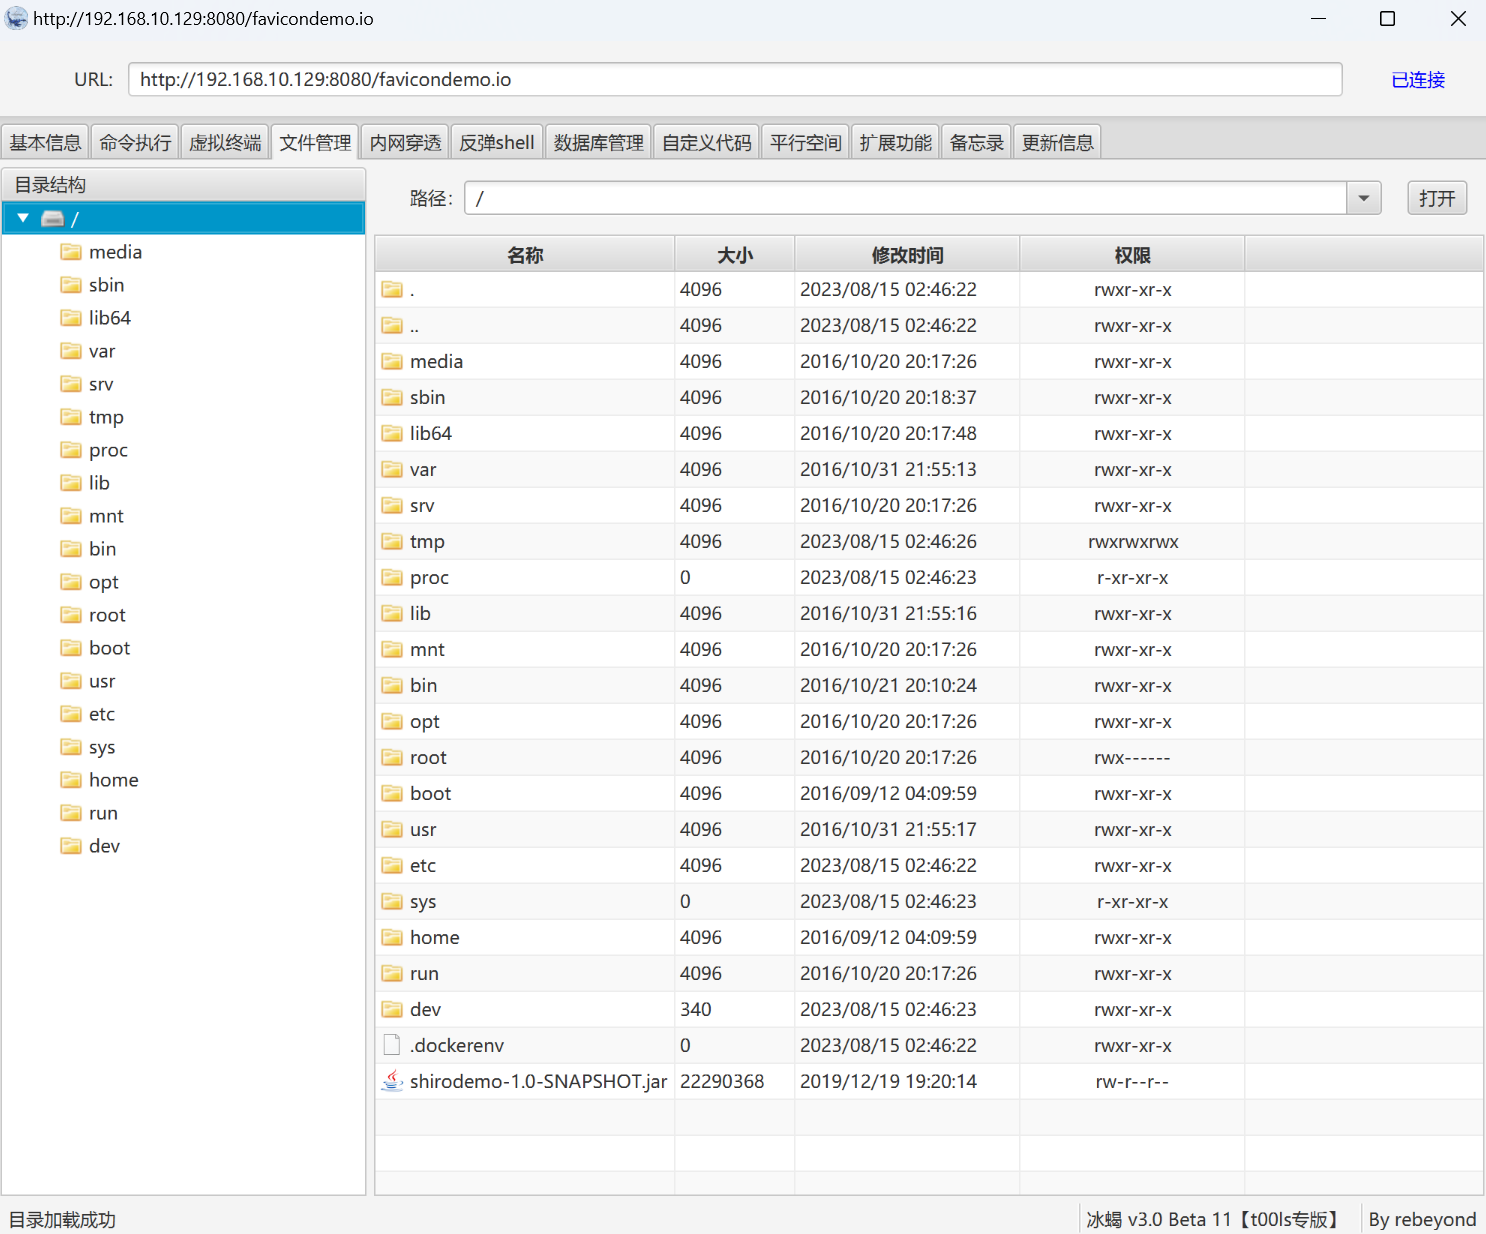 http://192.168.10.129:8080/favicondemo.io
URL: http://192.168.10.129:8080/favicondemo.io 已连接
基本信息 命令执行 虚拟终端 文件管理 内网穿透 反弹shell 数据库管理 自定义代码 平行空间 扩展功能 备忘录 更新信息
目录结构
/
media
sbin
lib64
var
srv
tmp
proc
lib
mnt
bin
opt
root
boot
usr
etc
sys
home
run
dev
路径: / 打开
名称 大小 修改时间 权限
. 4096 2023/08/15 02:46:22 rwxr-xr-x
.. 4096 2023/08/15 02:46:22 rwxr-xr-x
media 4096 2016/10/20 20:17:26 rwxr-xr-x
sbin 4096 2016/10/20 20:18:37 rwxr-xr-x
lib64 4096 2016/10/20 20:17:48 rwxr-xr-x
var 4096 2016/10/31 21:55:13 rwxr-xr-x
srv 4096 2016/10/20 20:17:26 rwxr-xr-x
tmp 4096 2023/08/15 02:46:26 rwxrwxrwx
proc 0 2023/08/15 02:46:23 r-xr-xr-x
lib 4096 2016/10/31 21:55:16 rwxr-xr-x
mnt 4096 2016/10/20 20:17:26 rwxr-xr-x
bin 4096 2016/10/21 20:10:24 rwxr-xr-x
opt 4096 2016/10/20 20:17:26 rwxr-xr-x
root 4096 2016/10/20 20:17:26 rwx------
boot 4096 2016/09/12 04:09:59 rwxr-xr-x
usr 4096 2016/10/31 21:55:17 rwxr-xr-x
etc 4096 2023/08/15 02:46:22 rwxr-xr-x
sys 0 2023/08/15 02:46:23 r-xr-xr-x
home 4096 2016/09/12 04:09:59 rwxr-xr-x
run 4096 2016/10/20 20:17:26 rwxr-xr-x
dev 340 2023/08/15 02:46:23 rwxr-xr-x
.dockerenv 0 2023/08/15 02:46:22 rwxr-xr-x
shirodemo-1.0-SNAPSHOT.jar 22290368 2019/12/19 19:20:14 rw-r--r--
目录加载成功 冰蝎 v3.0 Beta 11【t00ls专版】 By rebeyond